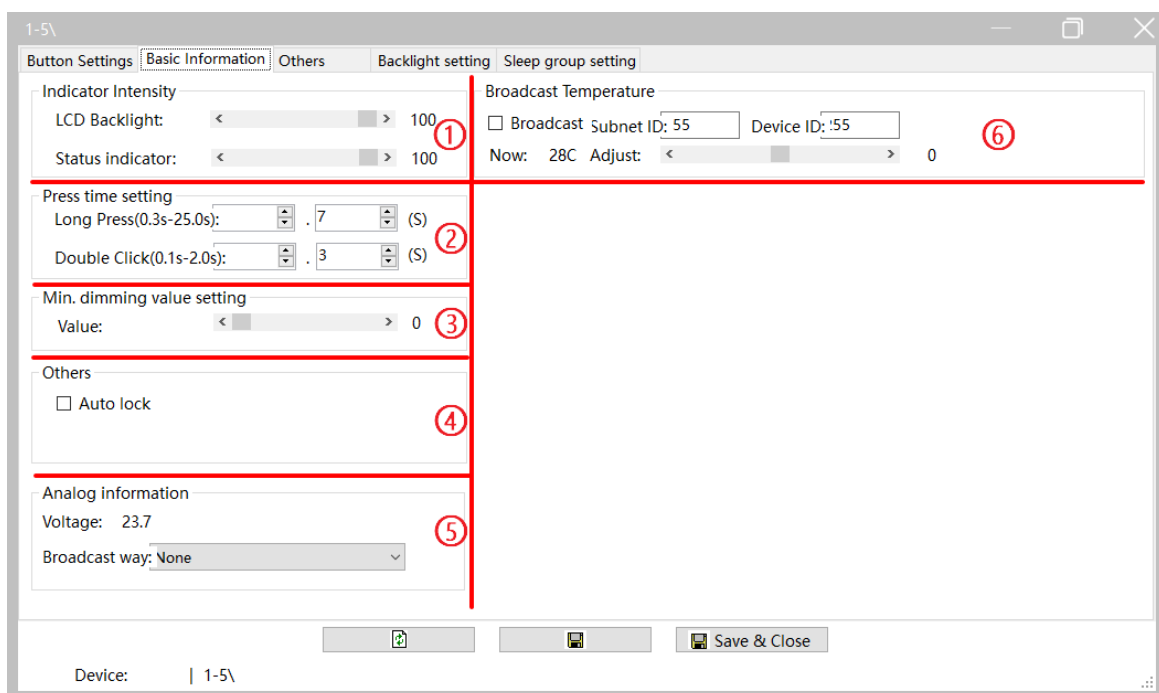 1-5\
Button Settings Basic Information Others Backlight setting Sleep group setting
Indicator Intensity
LCD Backlight: < > 100
Status indicator: < > 100
①
Broadcast Temperature
Broadcast Subnet ID: 55 Device ID: :55
Now: 28C Adjust: < > 0
⑥
Press time setting
Long Press(0.3s-25.0s): . 7 (S)
Double Click(0.1s-2.0s): . 3 (S)
②
Min. dimming value setting
Value: < > 0
③
Others
Auto lock
④
Analog information
Voltage: 23.7
Broadcast way: None
⑤
Save & Close
Device: | 1-5\